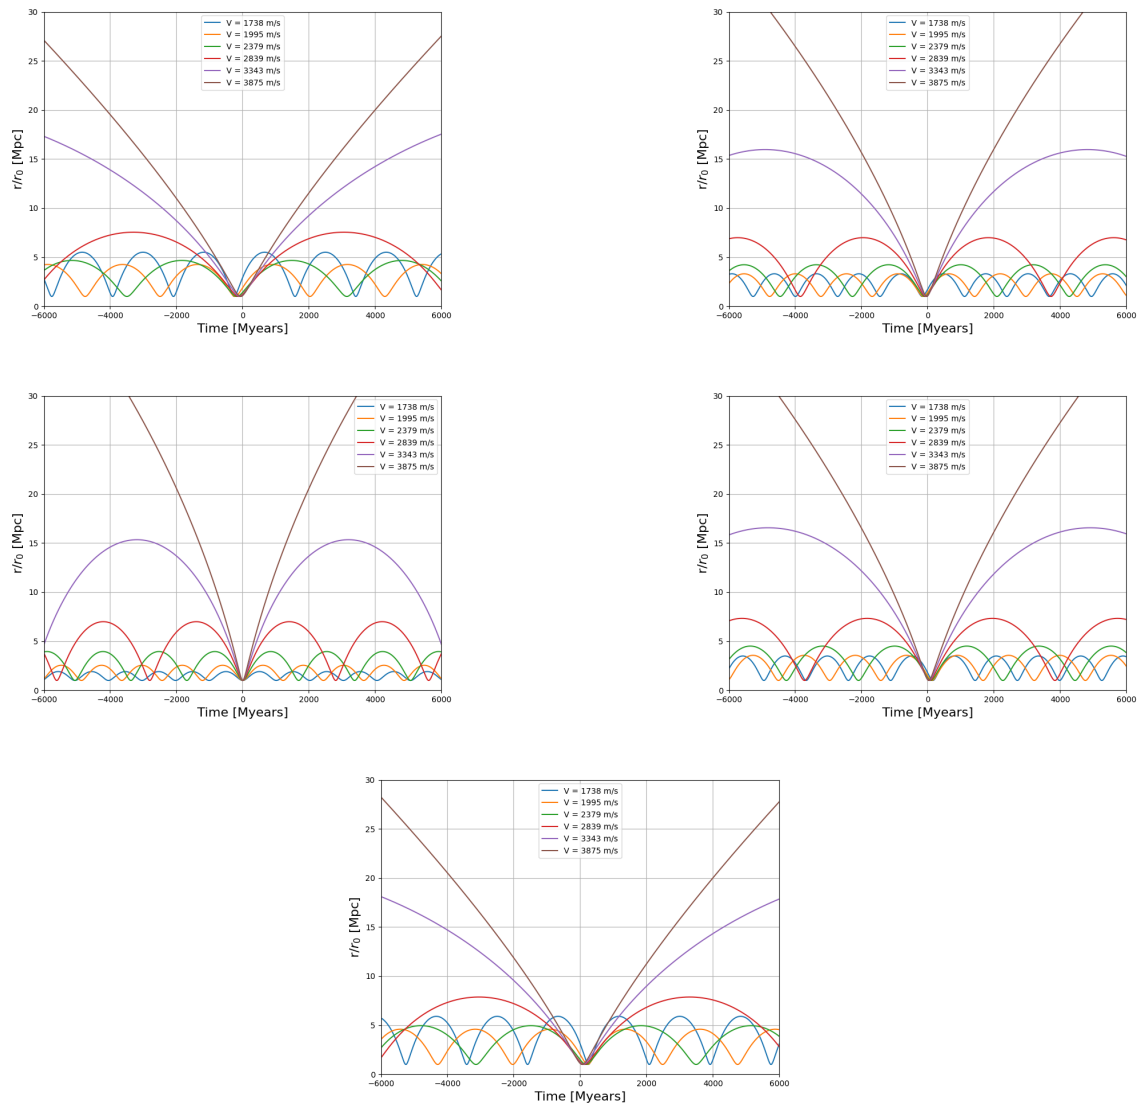 30
25
20
15
10
5
0
r/r₀ [Mpc]
V = 1738 m/s
V = 1995 m/s
V = 2379 m/s
V = 2839 m/s
V = 3343 m/s
V = 3875 m/s
−6000 −4000 −2000 0 2000 4000 6000
Time [Myears]
30
25
20
15
10
5
0
r/r₀ [Mpc]
V = 1738 m/s
V = 1995 m/s
V = 2379 m/s
V = 2839 m/s
V = 3343 m/s
V = 3875 m/s
−6000 −4000 −2000 0 2000 4000 6000
Time [Myears]
30
25
20
15
10
5
0
r/r₀ [Mpc]
V = 1738 m/s
V = 1995 m/s
V = 2379 m/s
V = 2839 m/s
V = 3343 m/s
V = 3875 m/s
−6000 −4000 −2000 0 2000 4000 6000
Time [Myears]
30
25
20
15
10
5
0
r/r₀ [Mpc]
V = 1738 m/s
V = 1995 m/s
V = 2379 m/s
V = 2839 m/s
V = 3343 m/s
V = 3875 m/s
−6000 −4000 −2000 0 2000 4000 6000
Time [Myears]
30
25
20
15
10
5
0
r/r₀ [Mpc]
V = 1738 m/s
V = 1995 m/s
V = 2379 m/s
V = 2839 m/s
V = 3343 m/s
V = 3875 m/s
−6000 −4000 −2000 0 2000 4000 6000
Time [Myears]